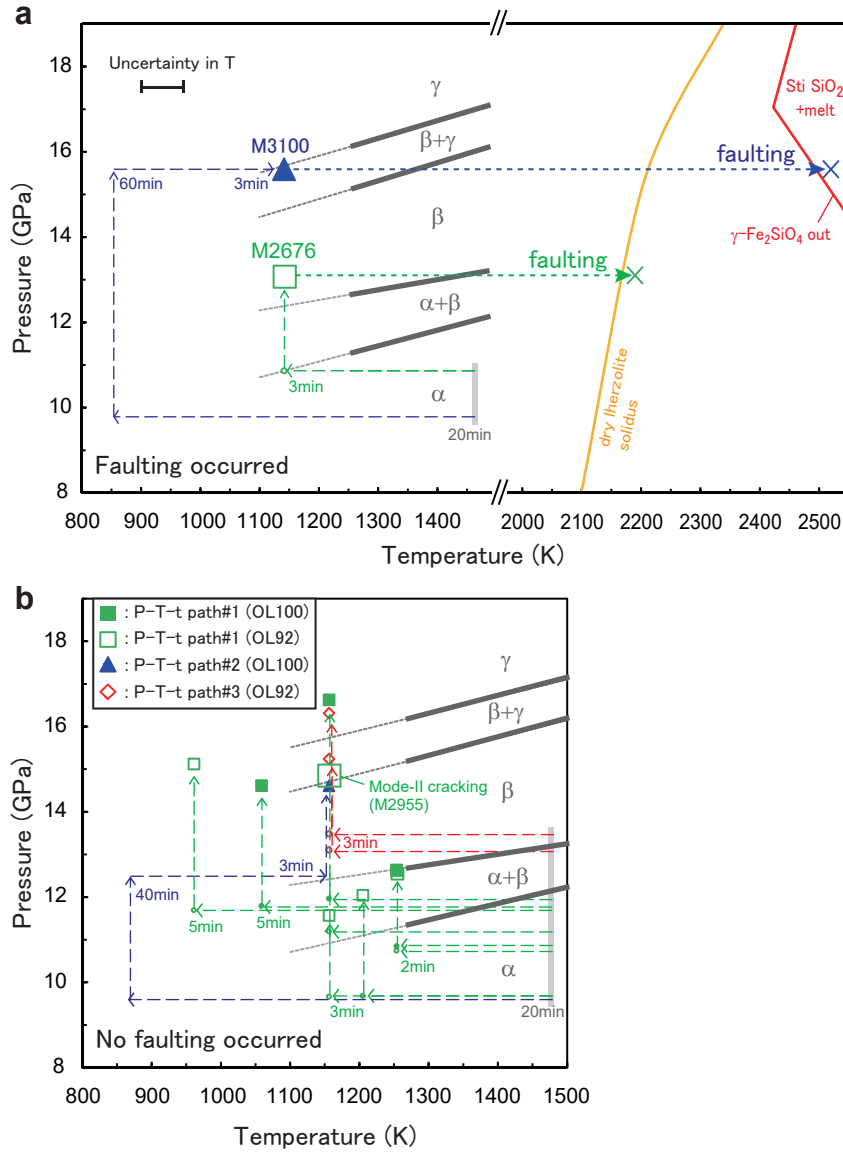 a
18
16
14
12
10
8
Pressure (GPa)
Uncertainty in T
γ
β+γ
β
α+β
α
M3100
60min
3min
faulting
M2676
faulting
3min
20min
Sti SiO2
+melt
γ-Fe2SiO4 out
dry lherzolite
solidus
Faulting occurred
800 900 1000 1100 1200 1300 1400 2000 2100 2200 2300 2400 2500
Temperature (K)
b
■ : P-T-t path#1 (OL100)
□ : P-T-t path#1 (OL92)
▲ : P-T-t path#2 (OL100)
◇ : P-T-t path#3 (OL92)
18
16
14
12
10
8
Pressure (GPa)
γ
β+γ
β
Mode-II cracking
(M2955)
3min
3min
α+β
40min
5min
5min
2min
α
3min
20min
No faulting occurred
800 900 1000 1100 1200 1300 1400 1500
Temperature (K)